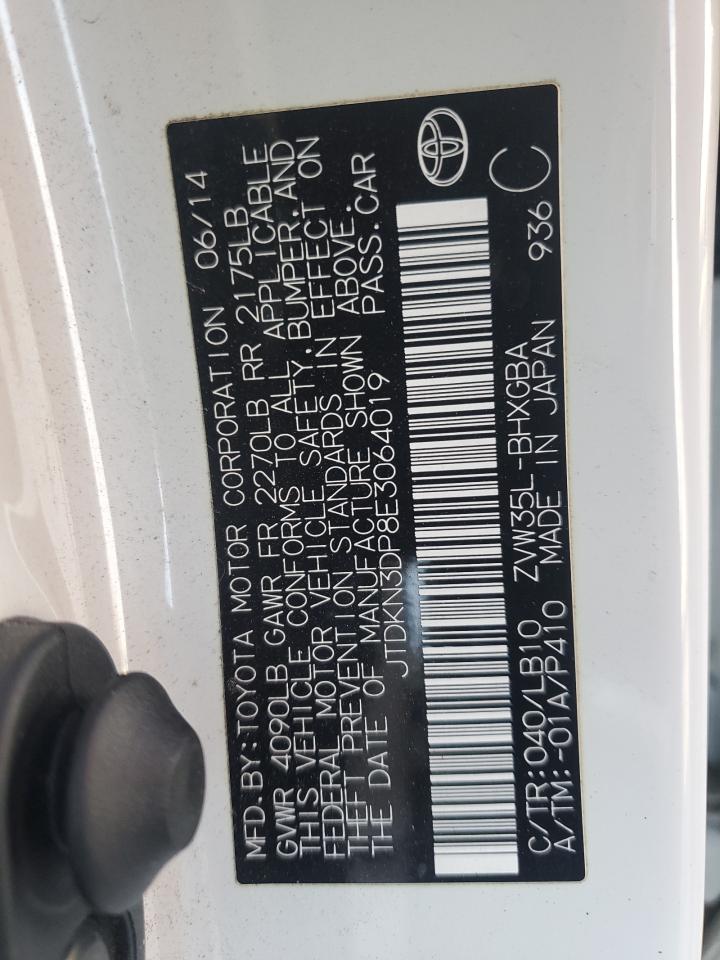 MFD. BY: TOYOTA MOTOR CORPORATION 06/14
GVWR 4090LB GAWR FR 2270LB RR 2175LB
THIS VEHICLE CONFORMS TO ALL APPLICABLE
FEDERAL MOTOR VEHICLE SAFETY, BUMPER, AND
THEFT PREVENTION STANDARDS IN EFFECT ON
THE DATE OF MANUFACTURE SHOWN ABOVE.
JTDKN3DP8E3064019 PASS. CAR
C/TR: 040/LB10 ZVW35L-BHXGBA 936 C
A/TM: -01A/P410 MADE IN JAPAN